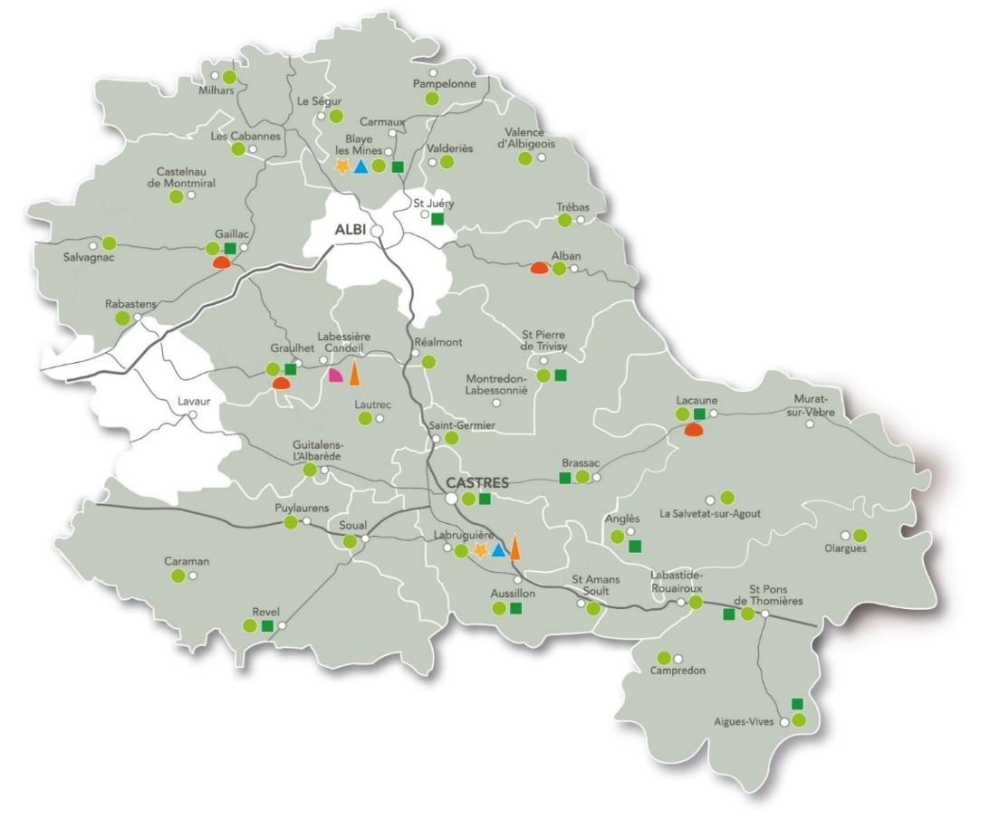 Milhars
Pampelonne
Le Ségur
Carmaux
Les Cabannes
Blaye
les Mines
Valderiès
Valence
d'Albigeois
Castelnau
de Montmiral
St Juéry
Trébas
ALBI
Gaillac
Salvagnac
Alban
Rabastens
Graulhet
Labessière
Candeil
Réalmont
St Pierre
de Trivisy
Montredon-
Labessonnié
Lavaur
Lautrec
Lacaune
Murat-
sur-Vèbre
Saint-Germier
Guitalens-
L'Albarède
Brassac
CASTRES
Puylaurens
La Salvetat-sur-Agout
Soual
Anglès
Labruguière
Olargues
Caraman
Aussillon
St Amans
Soult
Labastide-
Rouairoux
St Pons
de Thomières
Revel
Campredon
Aigues-Vives